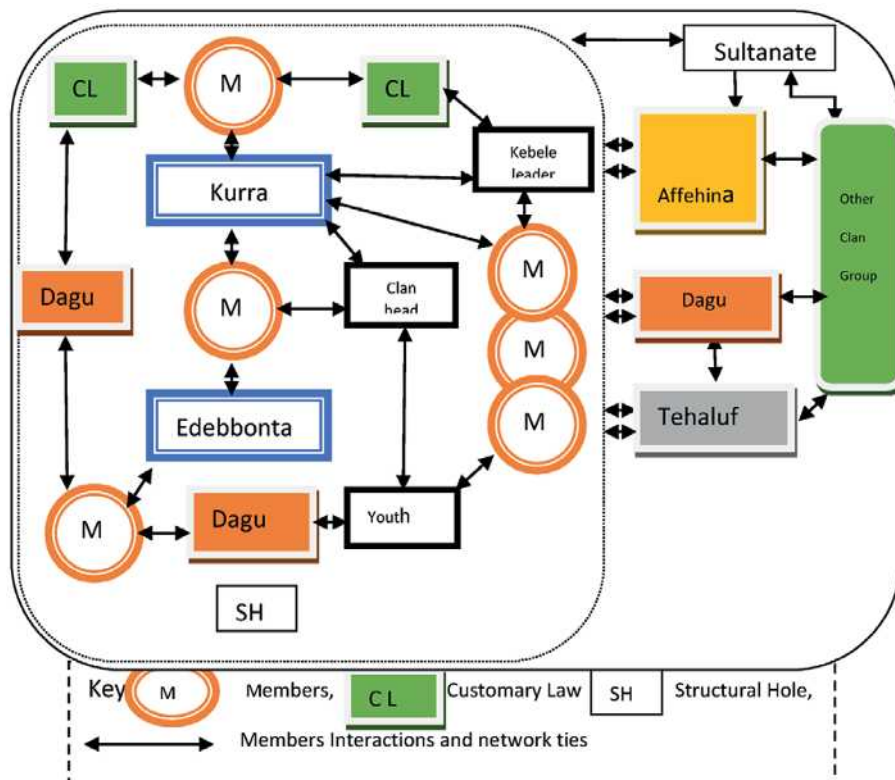 Sultanate
CL
M
CL
Kebele
leader
Kurra
Affehina
Other
Clan
Group
M
Dagu
M
Clan
head
Dagu
M
Edebbonta
M
Tehaluf
M
Dagu
Youth
SH
Key
M
Members,
C L
Customary Law
SH
Structural Hole,
Members Interactions and network ties